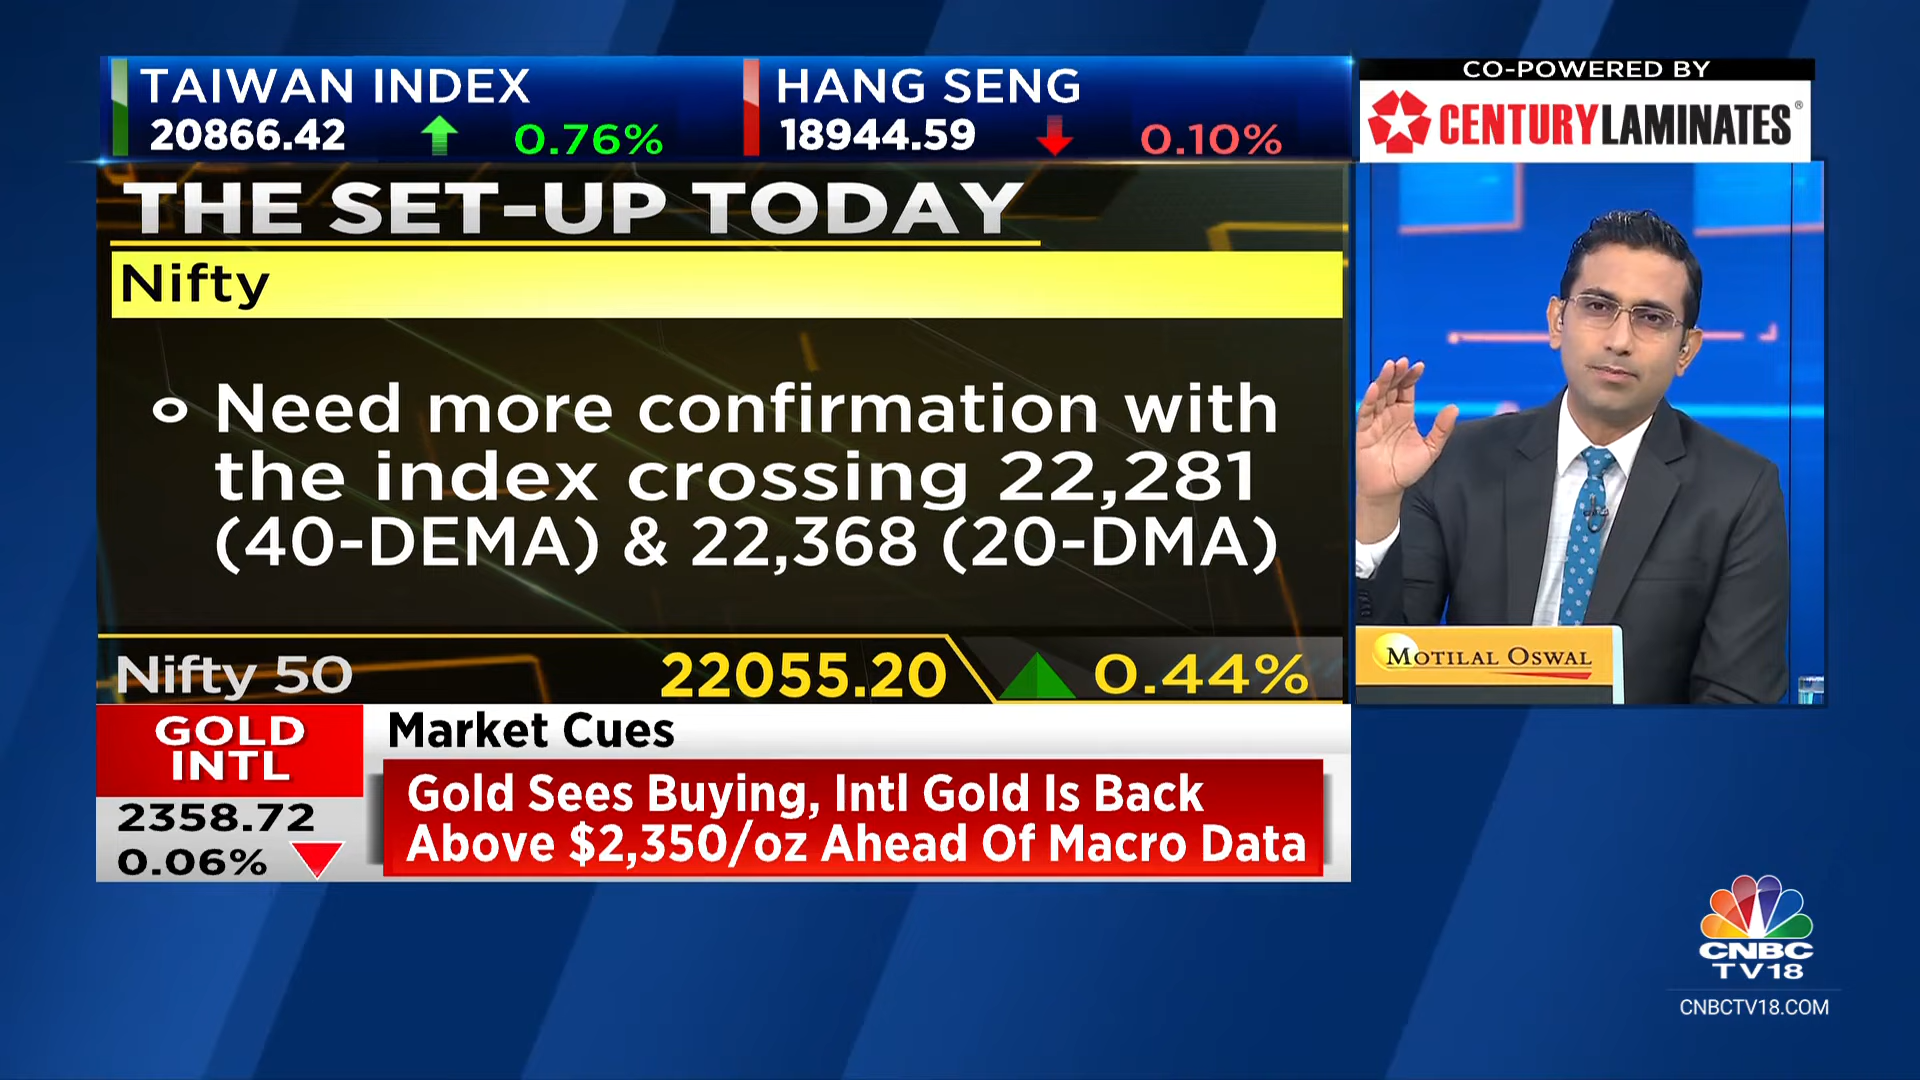 TAIWAN INDEX
20866.42 0.76%
HANG SENG
18944.59 0.10%
CO-POWERED BY
CENTURYLAMINATES®
THE SET-UP TODAY
Nifty
Need more confirmation with
the index crossing 22,281
(40-DEMA) & 22,368 (20-DMA)
Nifty 50 22055.20 0.44%
MOTILAL OSWAL
GOLD
INTL
2358.72
0.06%
Market Cues
Gold Sees Buying, Intl Gold Is Back
Above $2,350/oz Ahead Of Macro Data
CNBC
TV18
CNBCTV18.COM